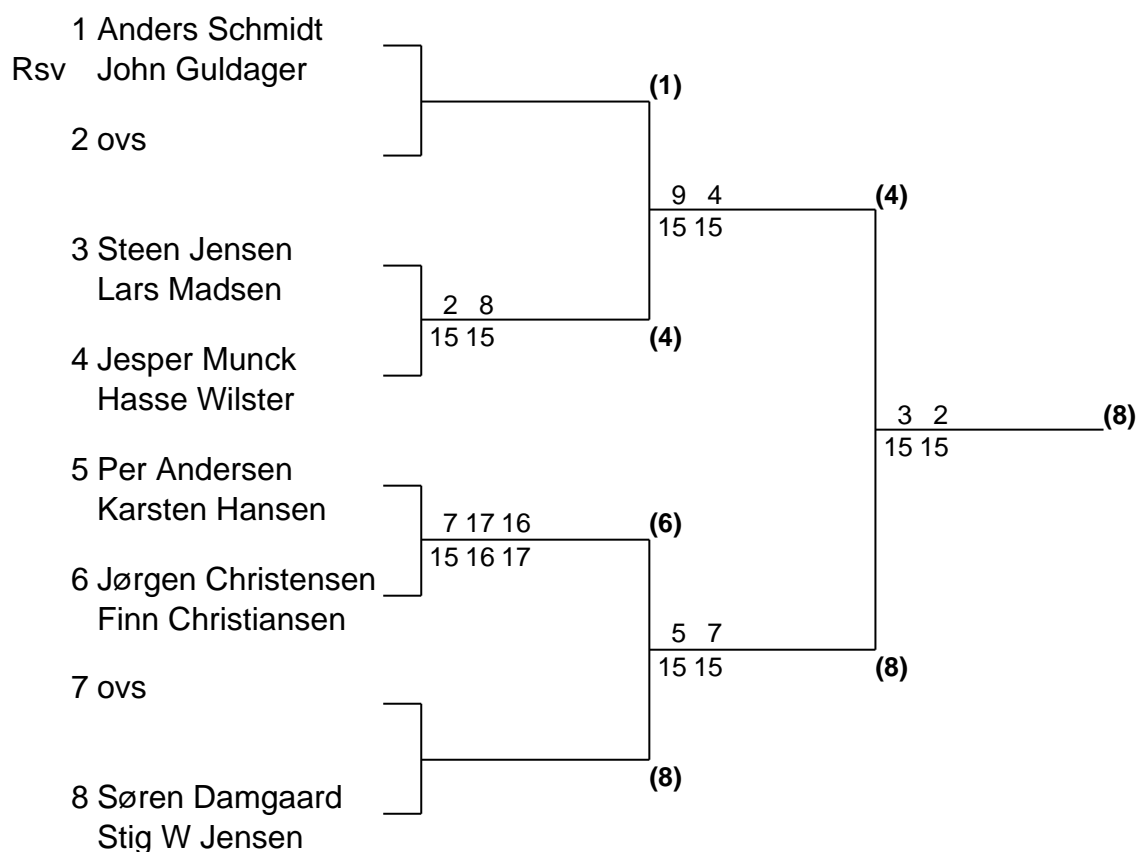 1 Anders Schmidt
Rsv John Guldager
(1)
2 ovs
9 4
(4)
15 15
3 Steen Jensen
Lars Madsen
2 8
15 15
(4)
4 Jesper Munck
Hasse Wilster
3 2
(8)
15 15
5 Per Andersen
Karsten Hansen
7 17 16
(6)
15 16 17
6 Jørgen Christensen
Finn Christiansen
5 7
15 15
(8)
7 ovs
(8)
8 Søren Damgaard
Stig W Jensen